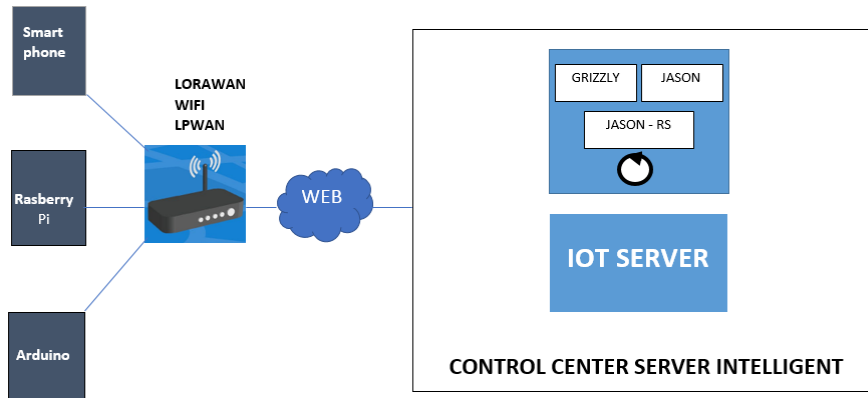 Smart
phone
LORAWAN
WIFI
LPWAN
Rasberry
Pi
Arduino
WEB
GRIZZLY
JASON
JASON - RS
IOT SERVER
CONTROL CENTER SERVER INTELLIGENT